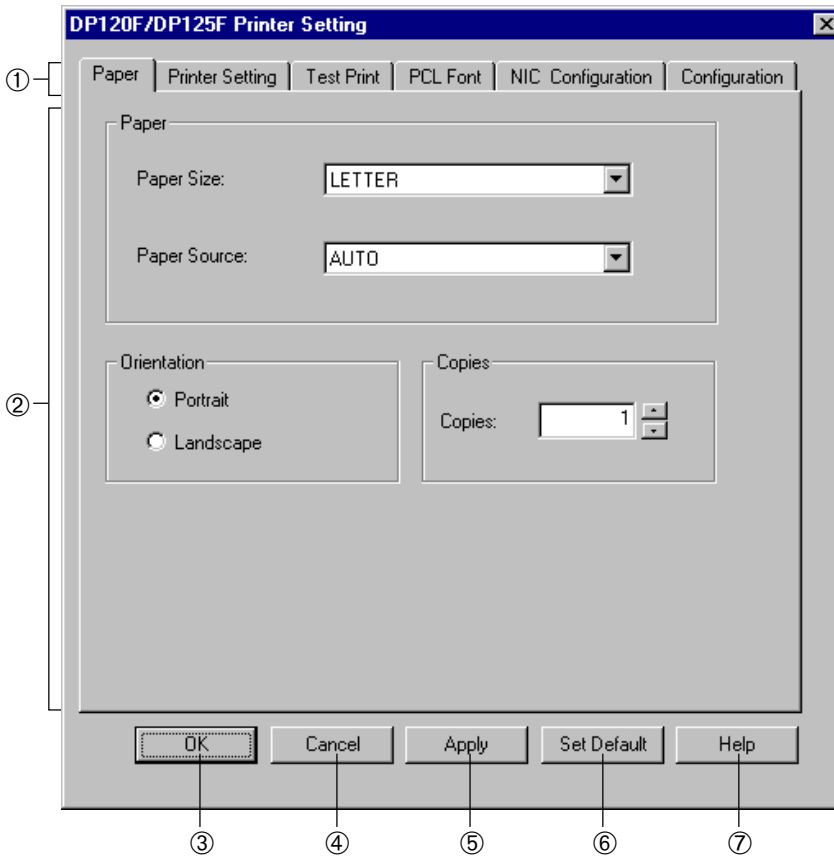 DP120F/DP125F Printer Setting
① Paper Printer Setting Test Print PCL Font NIC Configuration Configuration
Paper
Paper Size: LETTER
Paper Source: AUTO
Orientation Copies
② Portrait
Copies: 1
Landscape
OK Cancel Apply Set Default Help
③ ④ ⑤ ⑥ ⑦